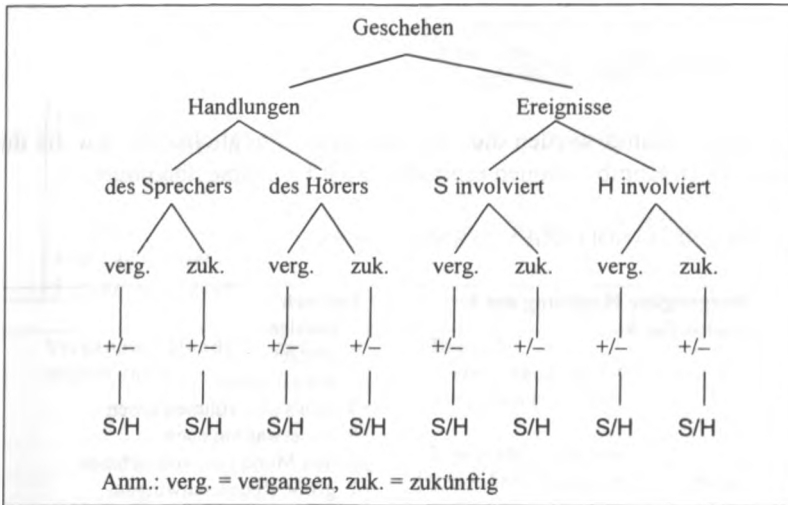 Geschehen
Handlungen Ereignisse
des Sprechers des Hörers S involviert H involviert
verg. zuk. verg. zuk. verg. zuk. verg. zuk.
+/– +/– +/– +/– +/– +/– +/– +/–
S/H S/H S/H S/H S/H S/H S/H S/H
Anm.: verg. = vergangen, zuk. = zukünftig